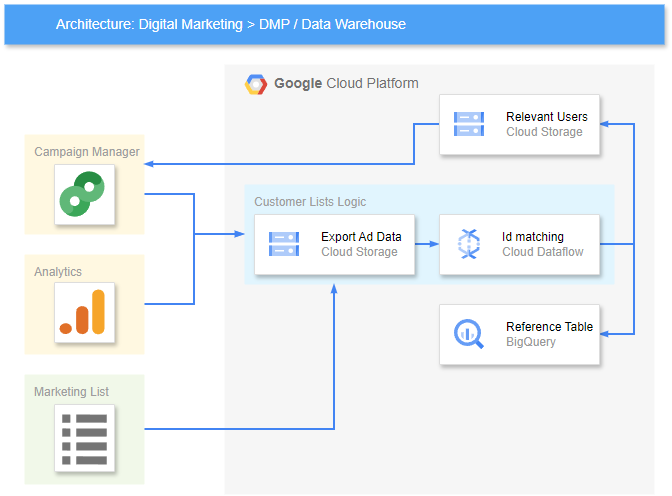 Architecture: Digital Marketing > DMP / Data Warehouse
Google Cloud Platform
Relevant Users
Cloud Storage
Campaign Manager
Customer Lists Logic
Export Ad Data
Cloud Storage
Id matching
Cloud Dataflow
Analytics
Reference Table
BigQuery
Marketing List